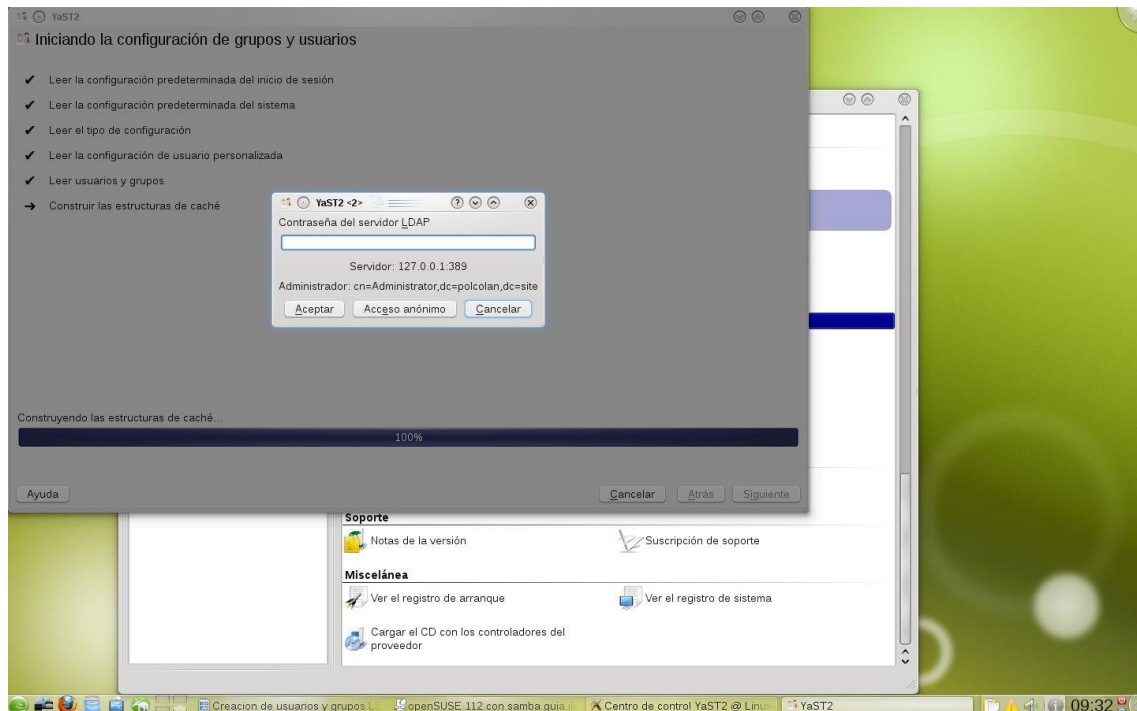 YaST2
Iniciando la configuración de grupos y usuarios
Leer la configuración predeterminada del inicio de sesión
Leer la configuración predeterminada del sistema
Leer el tipo de configuración
Leer la configuración de usuario personalizada
Leer usuarios y grupos
Construir las estructuras de caché
YaST2 <2>
Contraseña del servidor LDAP
Servidor: 127.0.0.1:389
Administrador: cn=Administrator,dc=polcolan,dc=site
Aceptar Acceso anónimo Cancelar
Construyendo las estructuras de caché...
100%
Ayuda Cancelar Atrás Siguiente
Soporte
Notas de la versión Suscripción de soporte
Miscelánea
Ver el registro de arranque Ver el registro de sistema
Cargar el CD con los controladores del
proveedor
Creacion de usuarios y grupos openSUSE 112 con samba guia Centro de control YaST2 @ Linux YaST2 09:32